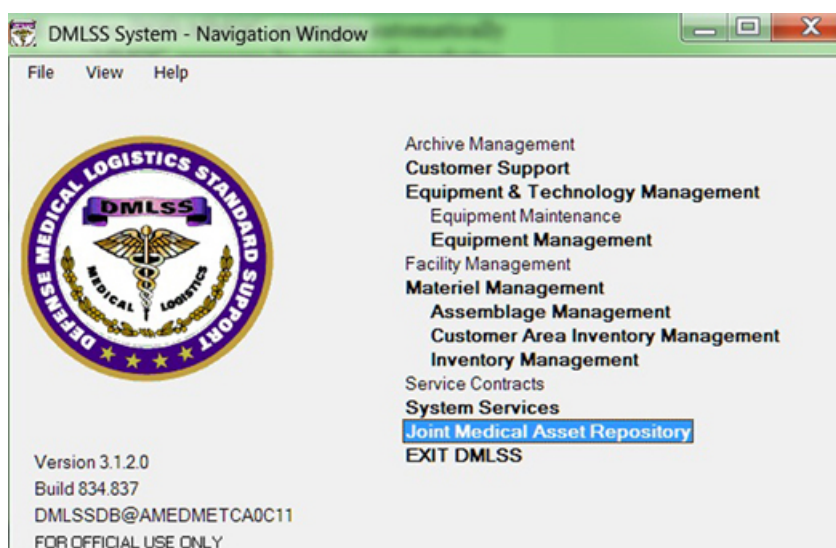 DMLSS System - Navigation Window
File View Help
DEFENSE MEDICAL LOGISTICS STANDARD SUPPORT
DMLSS
MEDICAL LOGISTICS
Archive Management
Customer Support
Equipment & Technology Management
Equipment Maintenance
Equipment Management
Facility Management
Materiel Management
Assemblage Management
Customer Area Inventory Management
Inventory Management
Service Contracts
System Services
Joint Medical Asset Repository
EXIT DMLSS
Version 3.1.2.0
Build 834.837
DMLSSDB@AMEDMETCA0C11
FOR OFFICIAL USE ONLY